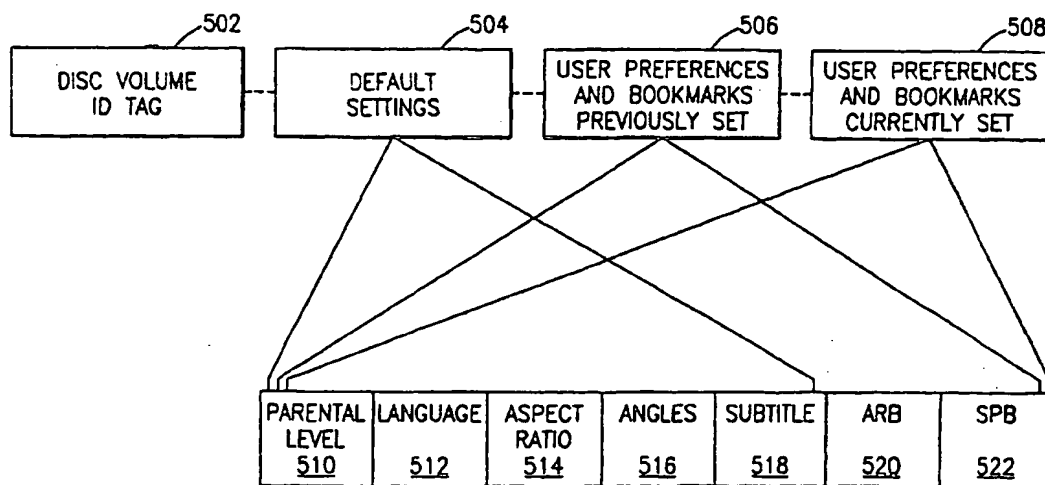 502
504
506
508
DISC VOLUME
ID TAG
DEFAULT
SETTINGS
USER PREFERENCES
AND BOOKMARKS
PREVIOUSLY SET
USER PREFERENCES
AND BOOKMARKS
CURRENTLY SET
PARENTAL
LEVEL
510
LANGUAGE
512
ASPECT
RATIO
514
ANGLES
516
SUBTITLE
518
ARB
520
SPB
522